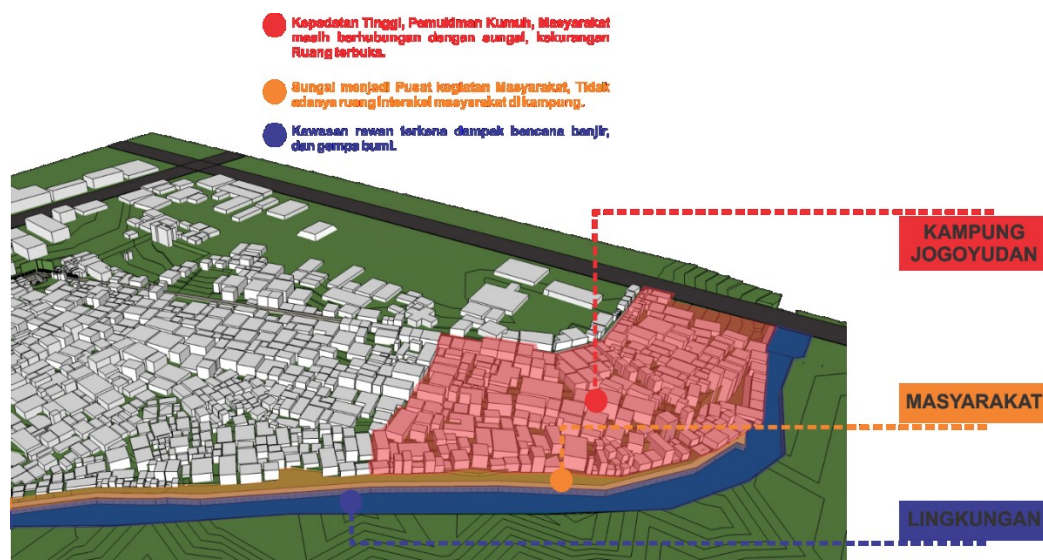 Kepadatan Tinggi, Pemukiman Kumuh, Masyarakat
masih berhubungan dengan sungai, kekurangan
Ruang terbuka.
Sungai menjadi Pusat kegiatan Masyarakat, Tidak
adanya ruang interaksi masyarakat di kampung.
Kawasan rawan terkena dampak bencana banjir,
dan gempa bumi.
KAMPUNG
JOGOYUDAN
MASYARAKAT
LINGKUNGAN